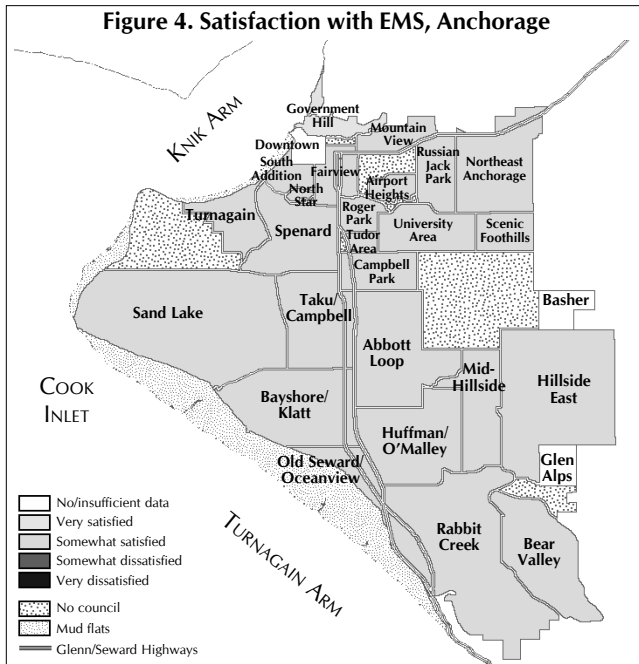 Figure 4. Satisfaction with EMS, Anchorage
KNIK ARM
Government
Hill
Downtown
Mountain
View
South
Addition
Fairview
Russian
Jack
Park
Northeast
Anchorage
North
Star
Airport
Heights
Turnagain
Roger
Park
Spenard
Tudor
Area
University
Area
Scenic
Foothills
Campbell
Park
Sand Lake
Taku/
Campbell
Basher
Abbott
Loop
Mid-
Hillside
Hillside
East
COOK
INLET
Bayshore/
Klatt
Huffman/
O'Malley
Old Seward/
Oceanview
Glen
Alps
TURNAGAIN ARM
Rabbit
Creek
Bear
Valley
No/insufficient data
Very satisfied
Somewhat satisfied
Somewhat dissatisfied
Very dissatisfied
No council
Mud flats
Glenn/Seward Highways